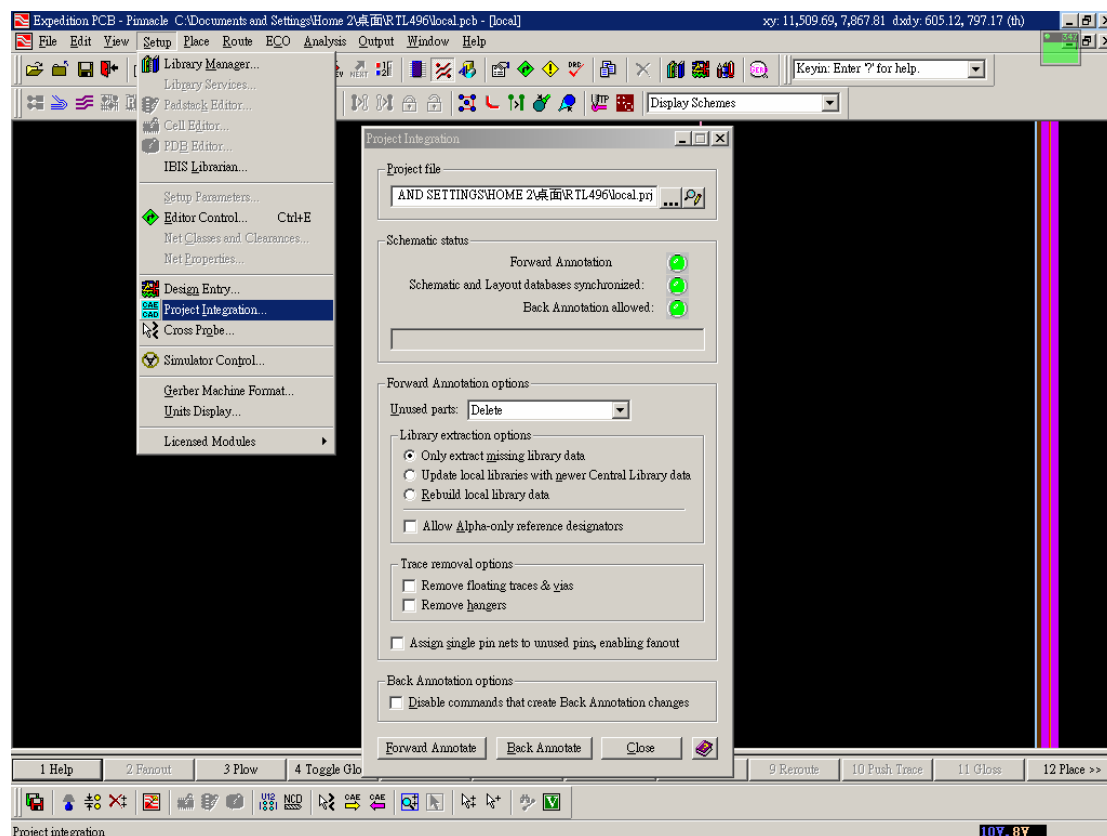 Expedition PCB - Pinnacle C:\Documents and Settings\Home 2\桌面\RTL496\local.pcb - [local] xy: 11,509.69, 7,867.81 dxdy: 605.12, 797.17 (th)
File Edit View Setup Place Route ECO Analysis Output Window Help
34%
Keyin: Enter '?' for help.
Display Schemes
Library Manager...
Library Services...
Padstack Editor...
Cell Editor...
PDB Editor...
IBIS Librarian...
Setup Parameters...
Editor Control... Ctrl+E
Net Classes and Clearances...
Net Properties...
Design Entry...
Project Integration...
Cross Probe...
Simulator Control...
Gerber Machine Format...
Units Display...
Licensed Modules
Project Integration
Project file
AND SETTINGS\HOME 2\桌面\RTL496\local.prj ...
Schematic status
Forward Annotation
Schematic and Layout databases synchronized:
Back Annotation allowed:
Forward Annotation options
Unused parts: Delete
Library extraction options
Only extract missing library data
Update local libraries with newer Central Library data
Rebuild local library data
Allow Alpha-only reference designators
Trace removal options
Remove floating traces & vias
Remove hangers
Assign single pin nets to unused pins, enabling fanout
Back Annotation options
Disable commands that create Back Annotation changes
Forward Annotate Back Annotate Close
1 Help 2 Fanout 3 Plow 4 Toggle Glo 9 Reroute 10 Push Trace 11 Gloss 12 Place >>
Project integration 10V, 8V